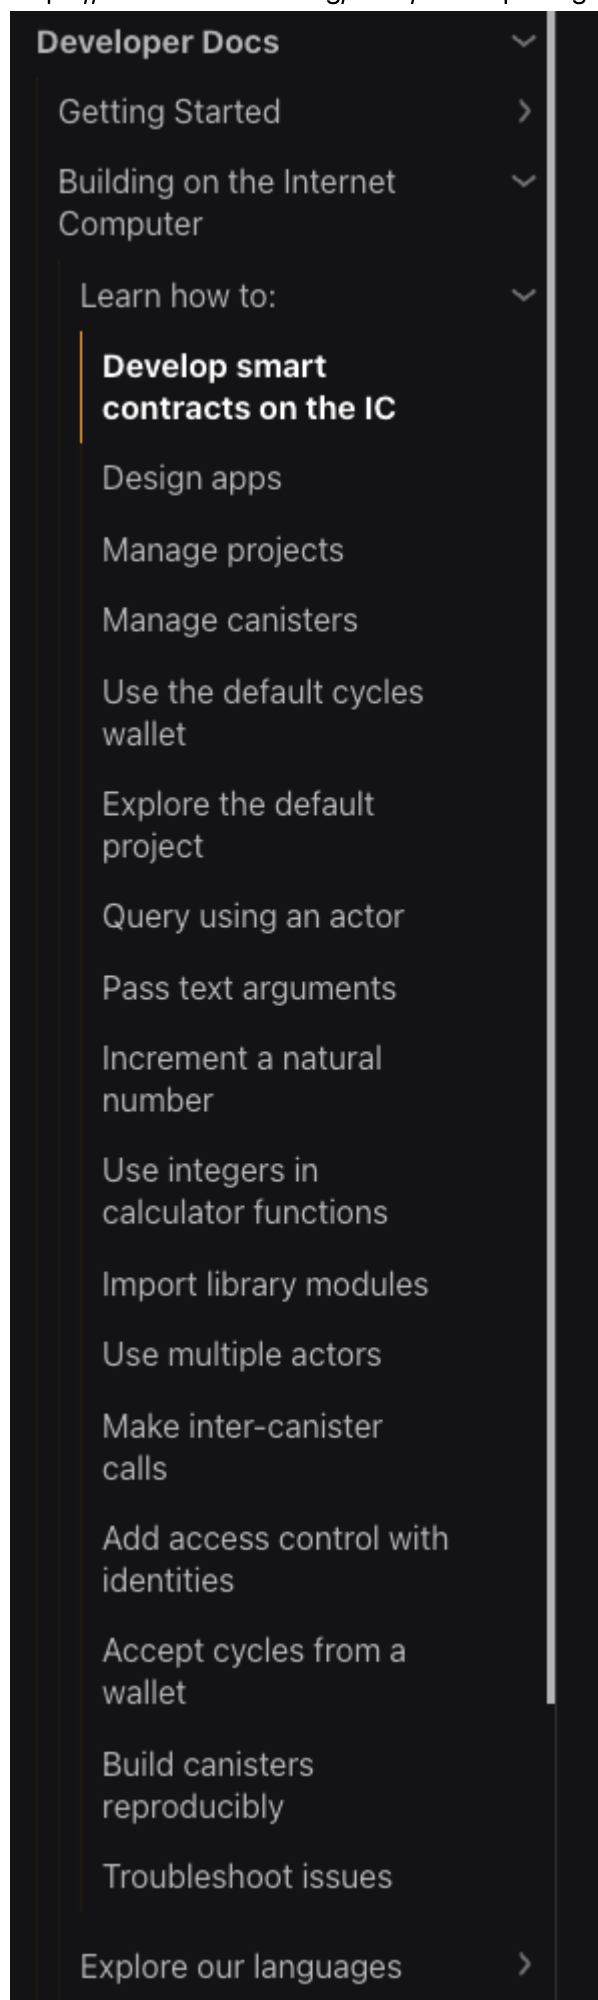 Developer Docs
Getting Started
Building on the Internet
Computer
Learn how to:
Develop smart
contracts on the IC
Design apps
Manage projects
Manage canisters
Use the default cycles
wallet
Explore the default
project
Query using an actor
Pass text arguments
Increment a natural
number
Use integers in
calculator functions
Import library modules
Use multiple actors
Make inter-canister
calls
Add access control with
identities
Accept cycles from a
wallet
Build canisters
reproducibly
Troubleshoot issues
Explore our languages